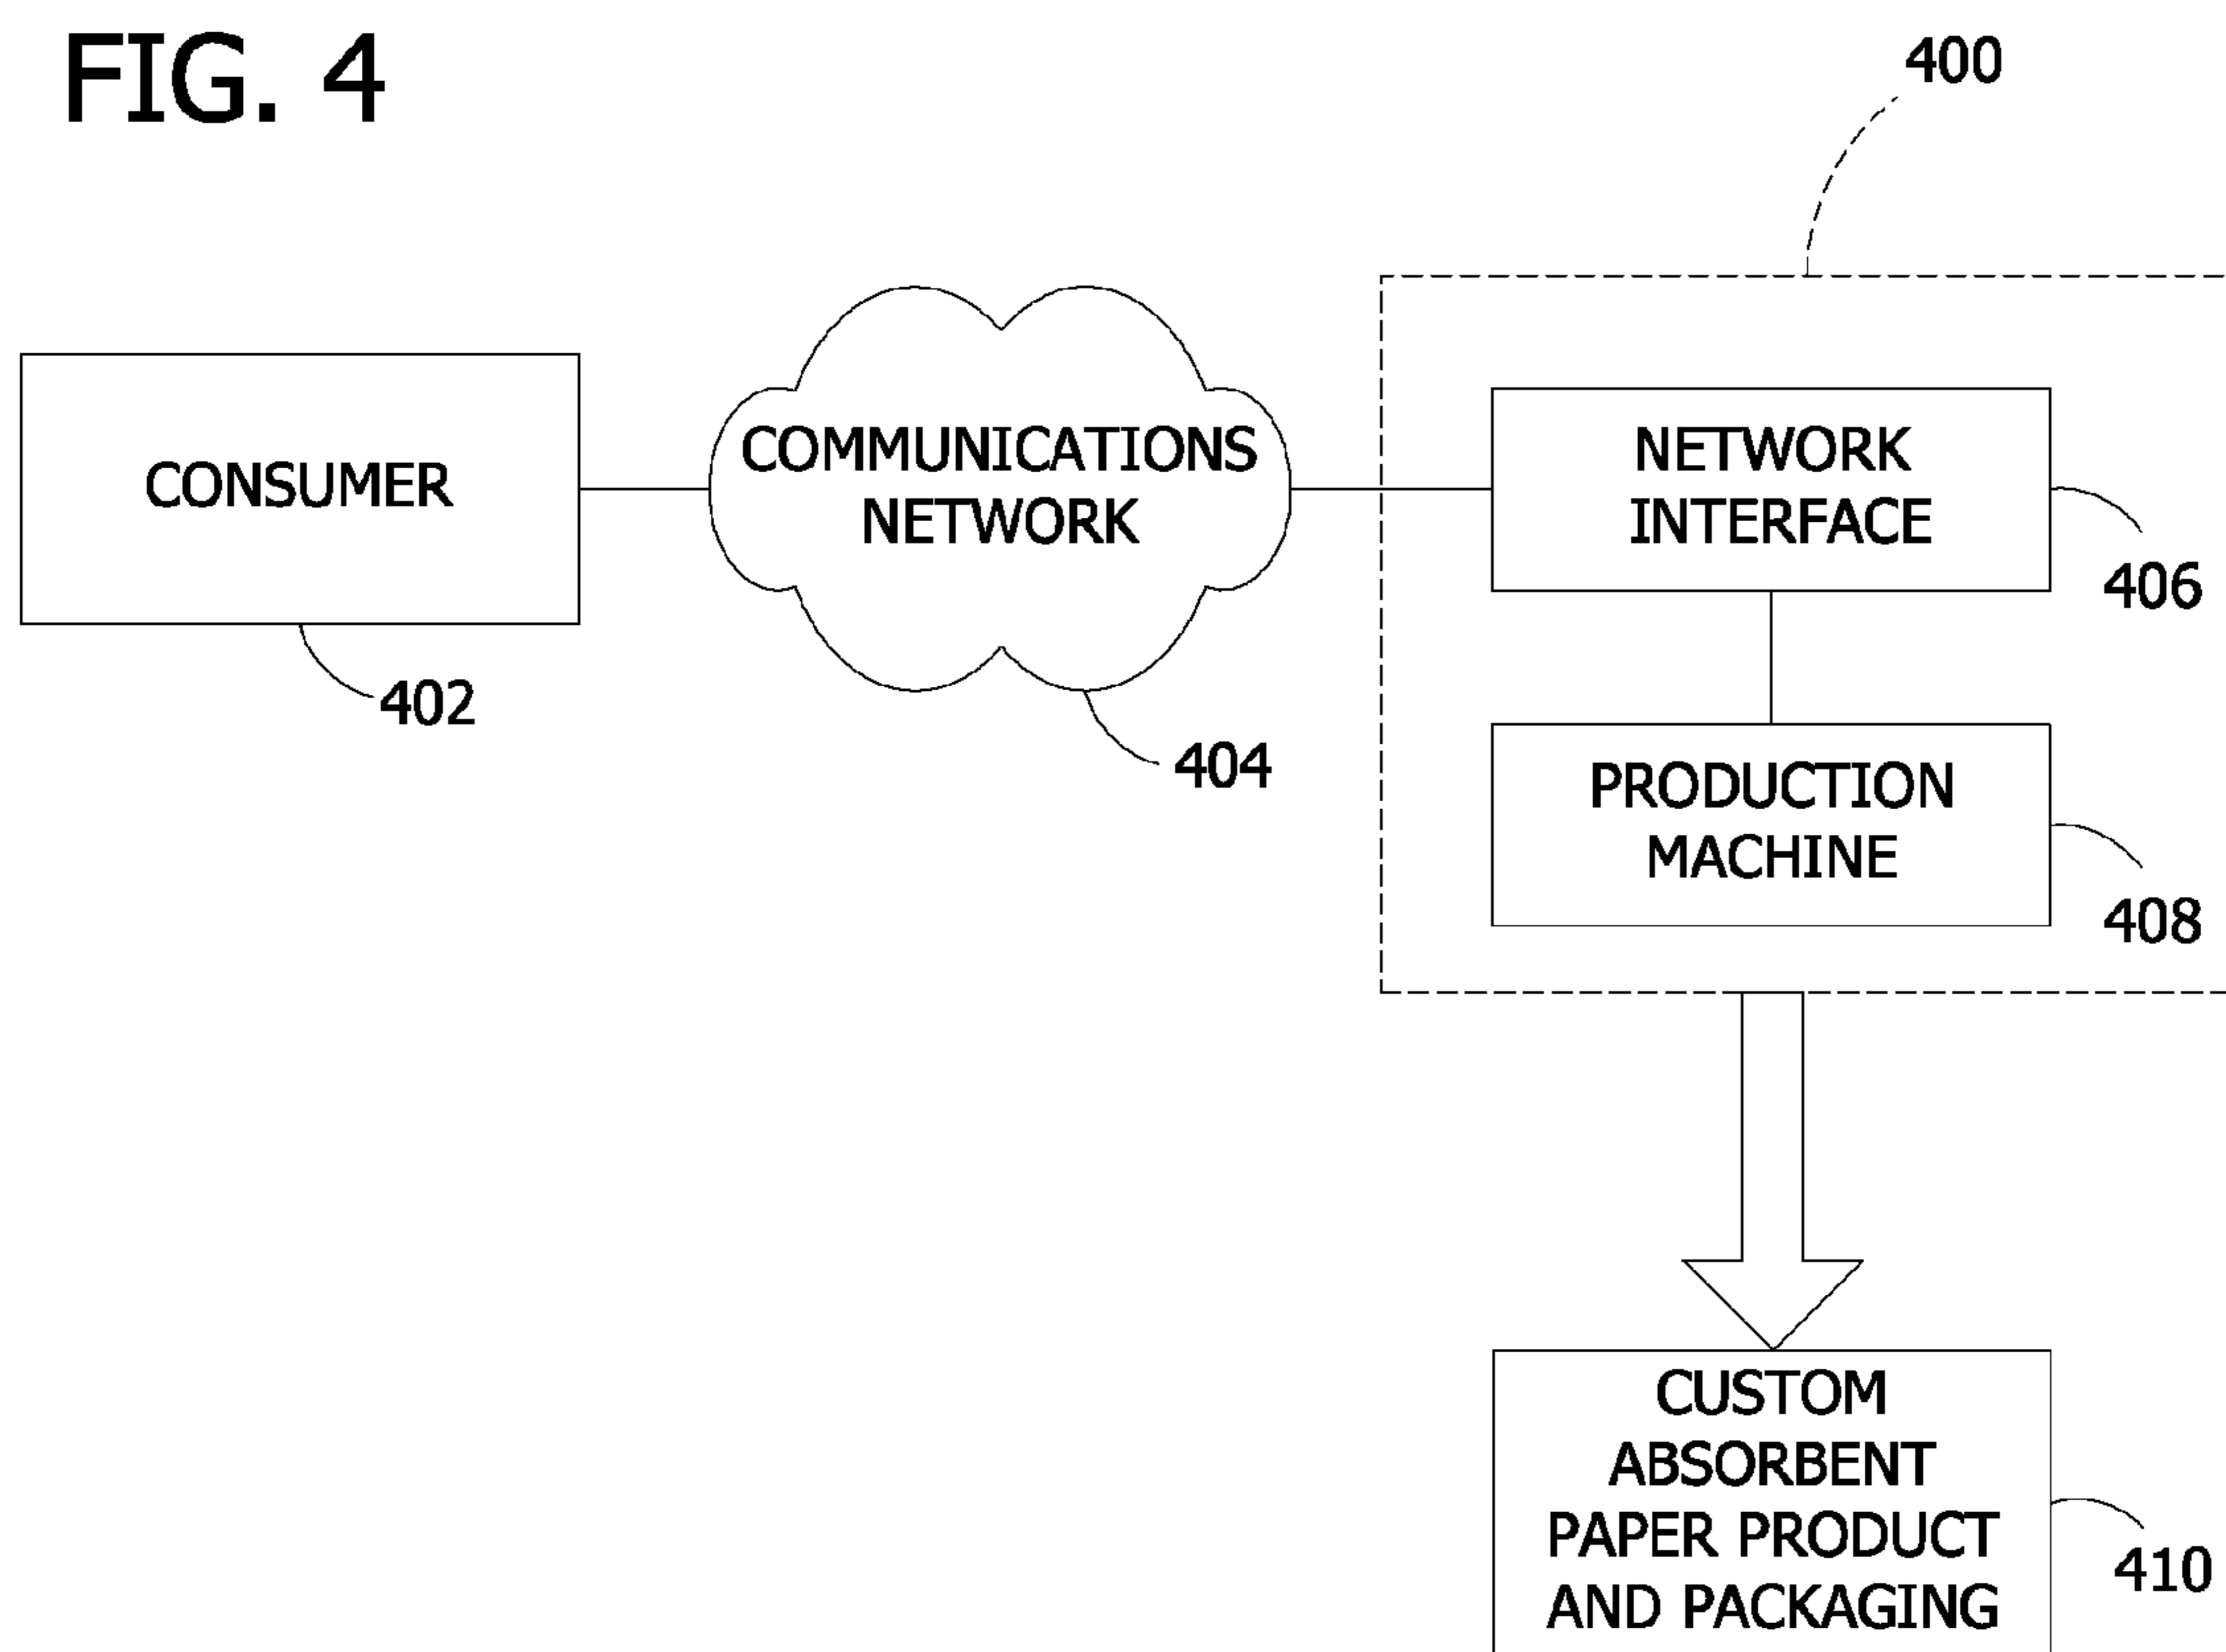 FIG. 4
400
CONSUMER
402
COMMUNICATIONS
NETWORK
404
NETWORK
INTERFACE
406
PRODUCTION
MACHINE
408
CUSTOM
ABSORBENT
PAPER PRODUCT
AND PACKAGING
410